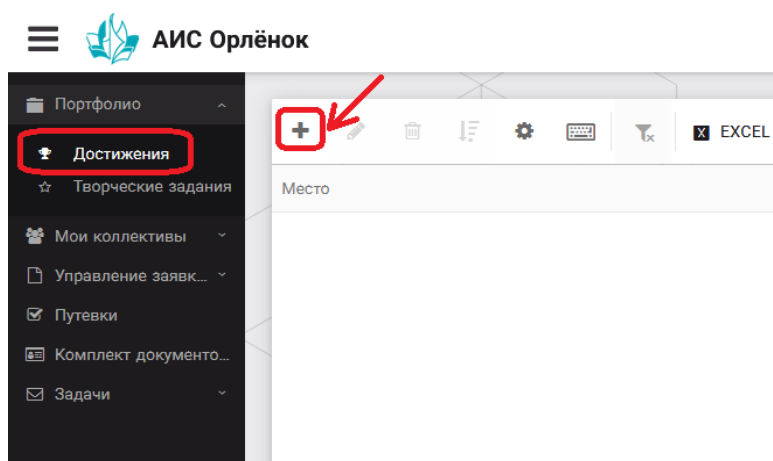 АИС Орлёнок
Портфолио
Достижения
Творческие задания
Мои коллективы
Управление заявк...
Путевки
Комплект документо...
Задачи
X EXCEL
Место